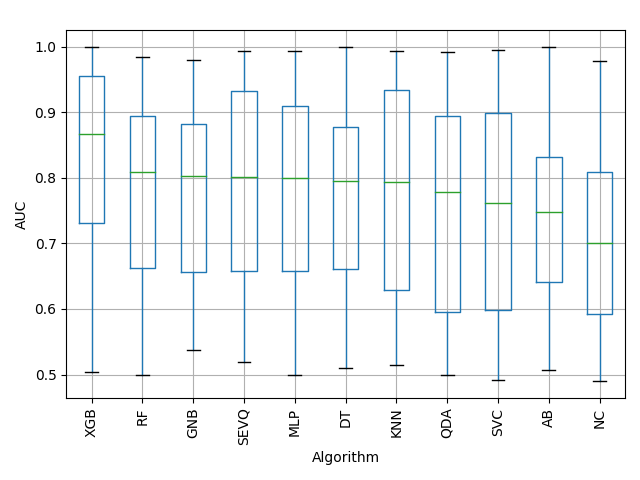 1.0
0.9
0.8
0.7
0.6
0.5
AUC
XGB
RF
GNB
SEVQ
MLP
DT
KNN
QDA
SVC
AB
NC
Algorithm